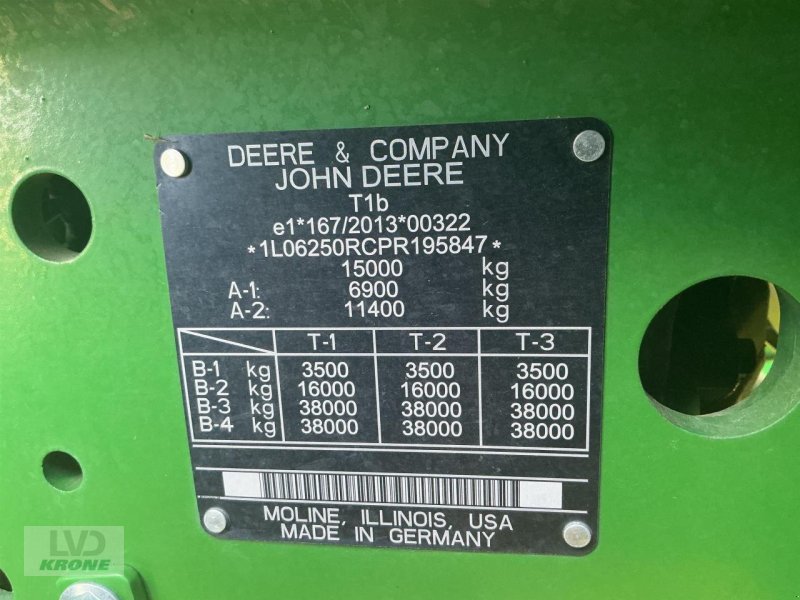 DEERE & COMPANY
JOHN DEERE
T1b
e1*167/2013*00322
*1L06250RCPR195847*
15000 kg
A-1: 6900 kg
A-2: 11400 kg
T-1 T-2 T-3
B-1 kg 3500 3500 3500
B-2 kg 16000 16000 16000
B-3 kg 38000 38000 38000
B-4 kg 38000 38000 38000
MOLINE, ILLINOIS, USA
MADE IN GERMANY
LVD
KRONE